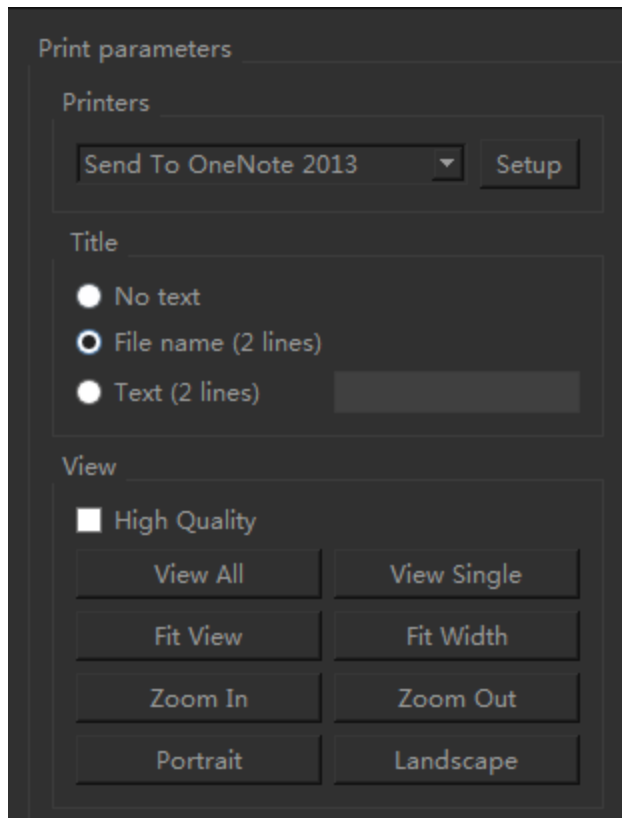 Print parameters
Printers
Send To OneNote 2013 Setup
Title
No text
File name (2 lines)
Text (2 lines)
View
High Quality
View All View Single
Fit View Fit Width
Zoom In Zoom Out
Portrait Landscape